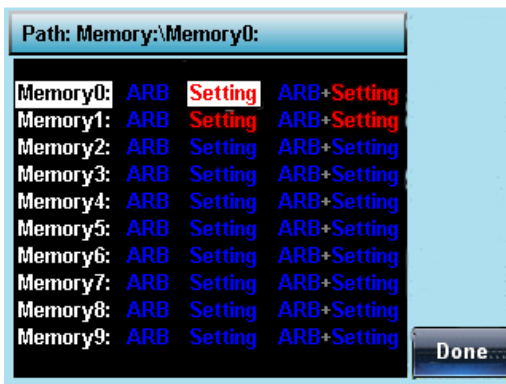 Path: Memory:\Memory0:
Memory0: ARB Setting ARB+Setting
Memory1: ARB Setting ARB+Setting
Memory2: ARB Setting ARB+Setting
Memory3: ARB Setting ARB+Setting
Memory4: ARB Setting ARB+Setting
Memory5: ARB Setting ARB+Setting
Memory6: ARB Setting ARB+Setting
Memory7: ARB Setting ARB+Setting
Memory8: ARB Setting ARB+Setting
Memory9: ARB Setting ARB+Setting
Done